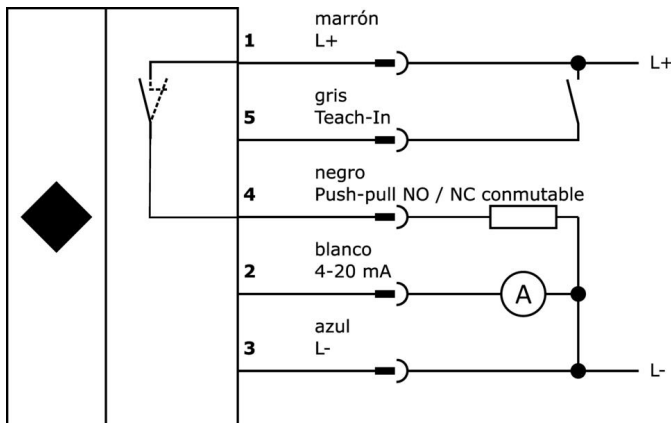 marrón
1 L+
L+
gris
5 Teach-In
negro
4 Push-pull NO / NC conmutable
blanco
2 4-20 mA
A
azul
3 L-
L-